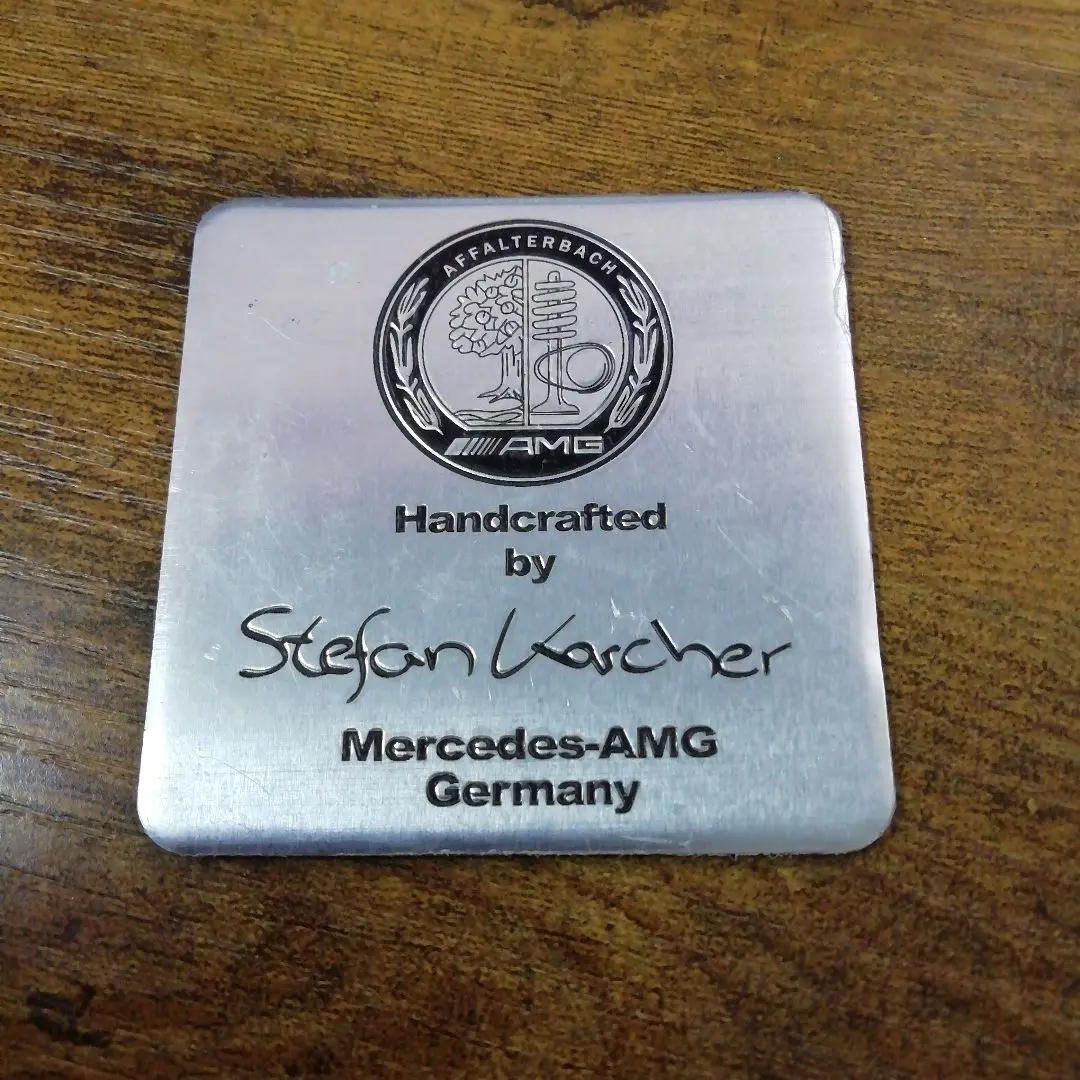 AFFALTERBACH
AMG
Handcrafted
by
Stefan Karcher
Mercedes-AMG
Germany